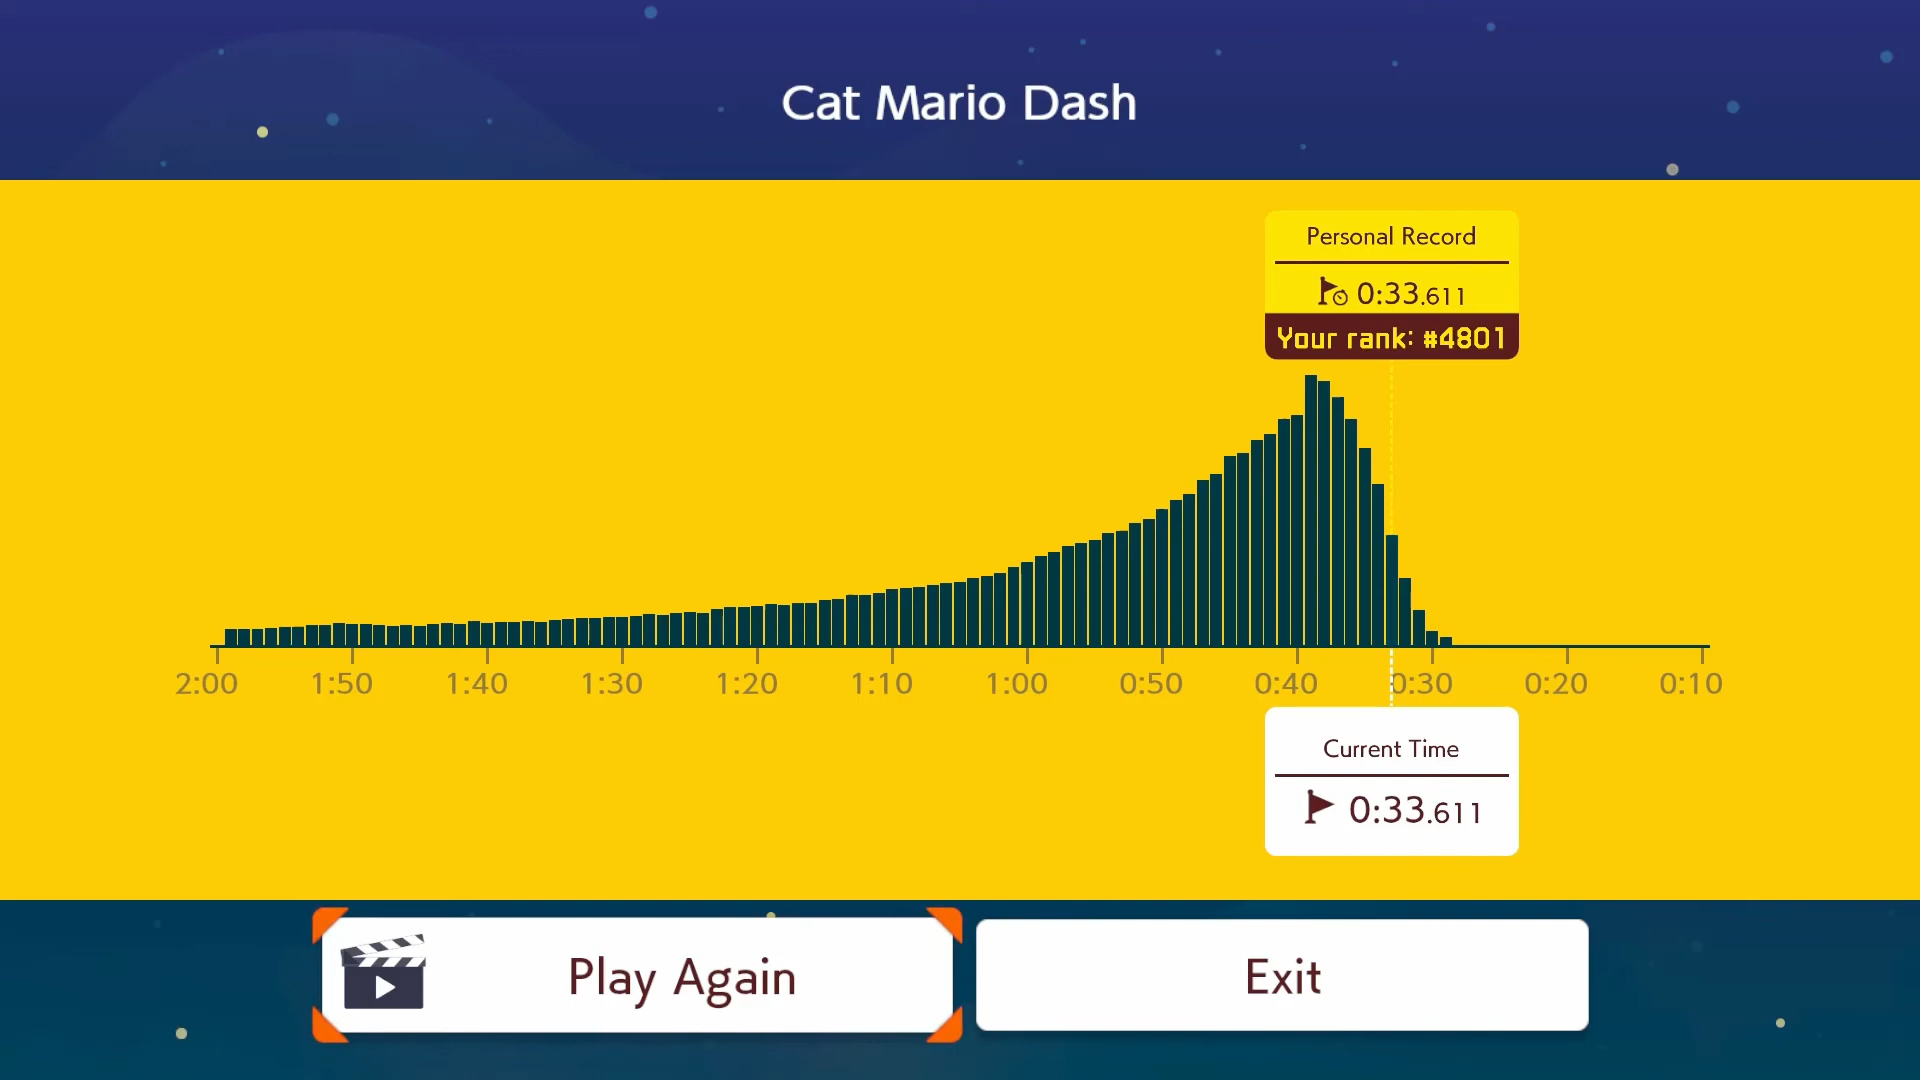 Cat Mario Dash
Personal Record
0:33.611
Your rank: #4801
2:00 1:50 1:40 1:30 1:20 1:10 1:00 0:50 0:40 0:30 0:20 0:10
Current Time
0:33.611
Play Again
Exit